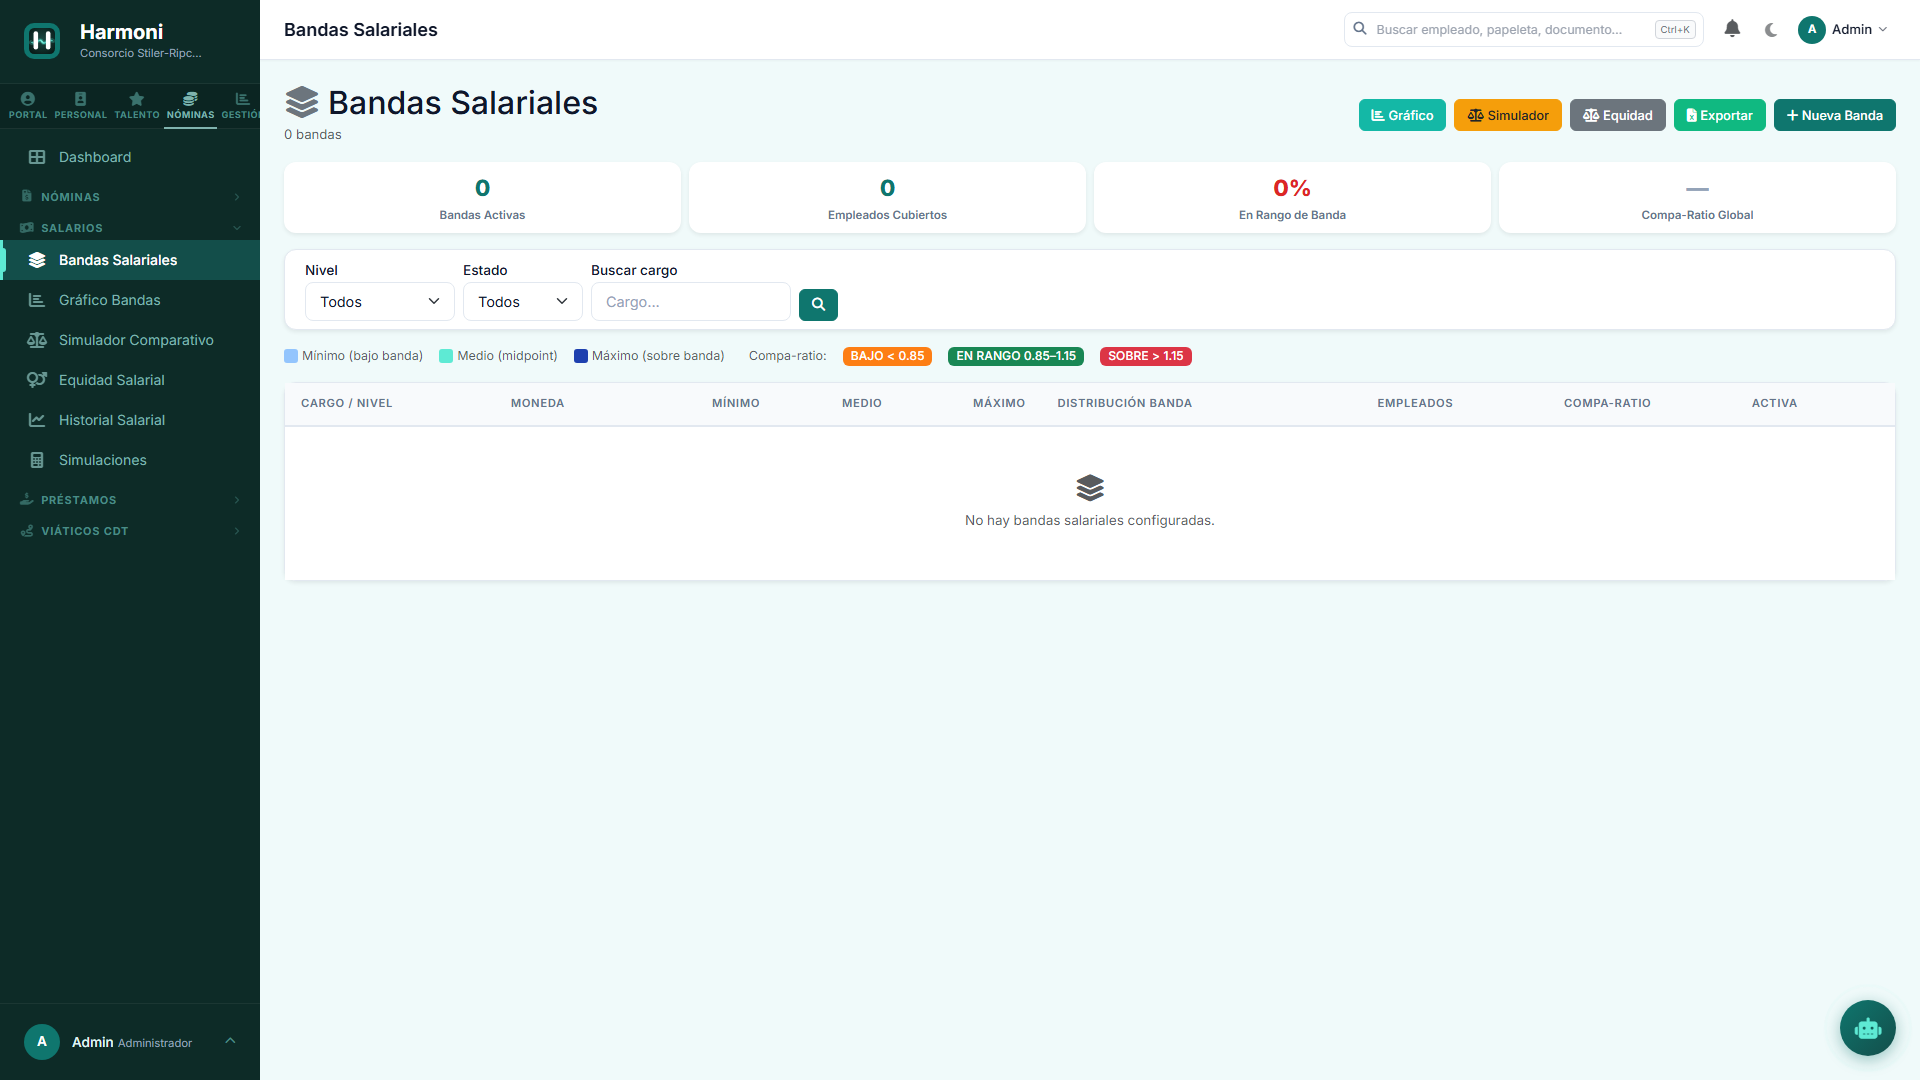 Harmoni
Consorcio Stiler-Ripc...
PORTAL PERSONAL TALENTO NÓMINAS GESTIÓ
Dashboard
NÓMINAS
SALARIOS
Bandas Salariales
Gráfico Bandas
Simulador Comparativo
Equidad Salarial
Historial Salarial
Simulaciones
PRÉSTAMOS
VIÁTICOS CDT
A Admin Administrador
Bandas Salariales
Buscar empleado, papeleta, documento... Ctrl+K
A Admin
Bandas Salariales
0 bandas
Gráfico Simulador Equidad Exportar Nueva Banda
0
Bandas Activas
0
Empleados Cubiertos
0%
En Rango de Banda
—
Compa-Ratio Global
Nivel Estado Buscar cargo
Todos Todos Cargo...
Mínimo (bajo banda) Medio (midpoint) Máximo (sobre banda) Compa-ratio: BAJO < 0.85 EN RANGO 0.85–1.15 SOBRE > 1.15
CARGO / NIVEL MONEDA MÍNIMO MEDIO MÁXIMO DISTRIBUCIÓN BANDA EMPLEADOS COMPA-RATIO ACTIVA
No hay bandas salariales configuradas.